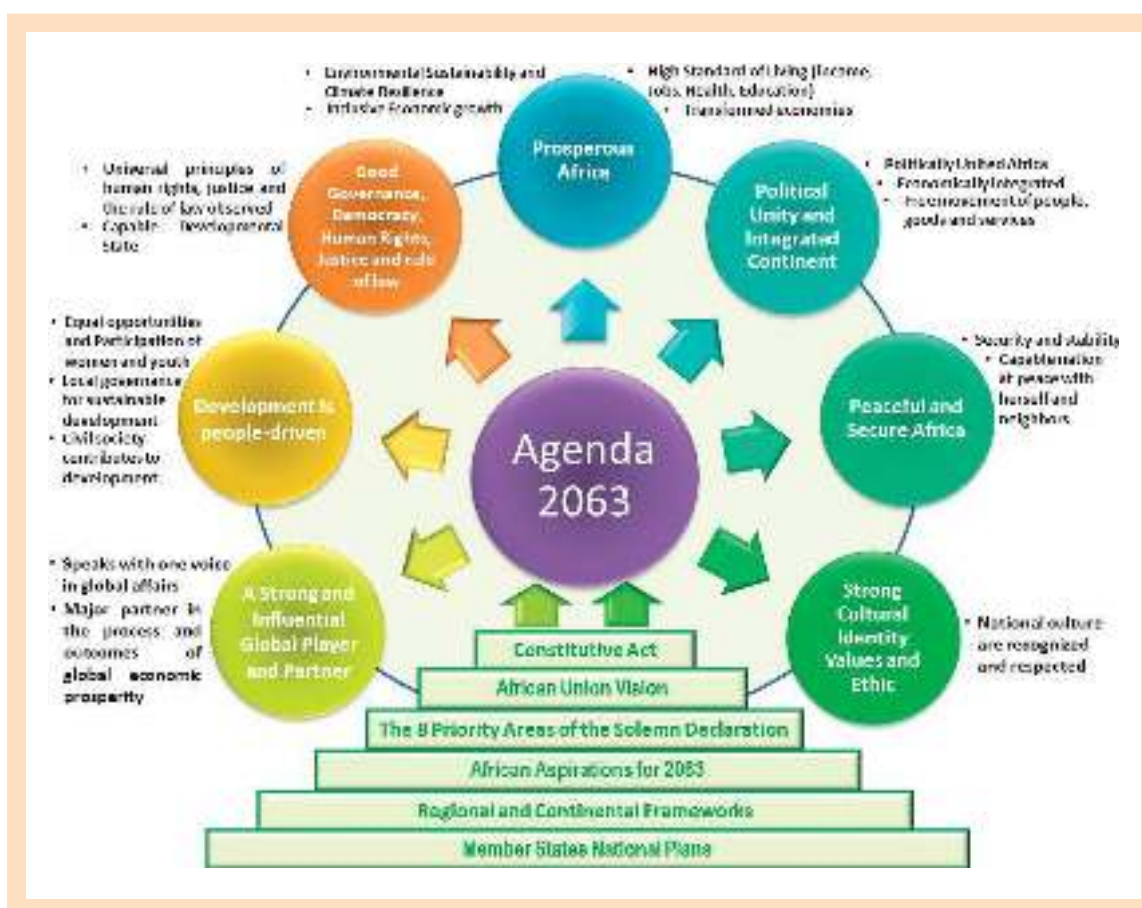 • Environmental Sustainability and
Climate Resilience
• Inclusive Economic growth
• High Standard of Living (Income,
Jobs, Health, Education)
• Transformed economies
Prosperous
Africa
• Universal principles of
human rights, justice and
the rule of law observed
• Capable Developmental
State
Good
Governance,
Democracy,
Human Rights,
Justice and rule
of law
Political
Unity and
Integrated
Continent
• Politically United Africa
• Economically integrated
• Free movement of people,
goods and services
• Equal opportunities
and Participation of
women and youth
• Local governance
for sustainable
development
• Civil society
contributes to
development
Development is
people-driven
Agenda
2063
Peaceful and
Secure Africa
• Security and stability
• Capable nation
at peace with
herself and
neighbors
• Speaks with one voice
in global affairs
• Major partner in
the process and
outcomes of
global economic
prosperity
A Strong and
Influential
Global Player
and Partner
Strong
Cultural
Identity
Values and
Ethic
• National culture
are recognized
and respected
Constitutive Act
African Union Vision
The 8 Priority Areas of the Solemn Declaration
African Aspirations for 2063
Regional and Continental Frameworks
Member States National Plans